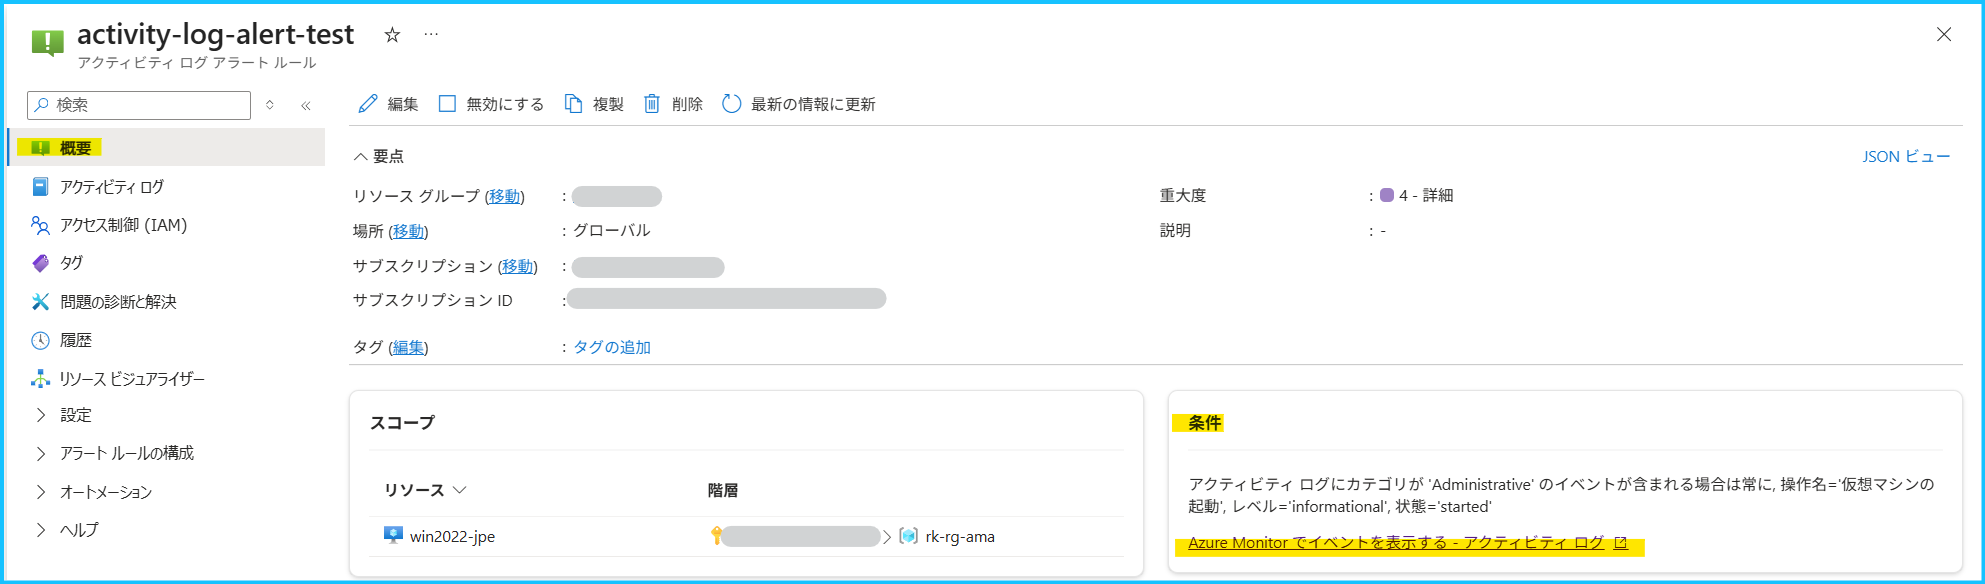 activity-log-alert-test
アクティビティ ログ アラート ルール
検索
編集 無効にする 複製 削除 最新の情報に更新
概要
アクティビティ ログ
アクセス制御 (IAM)
タグ
問題の診断と解決
履歴
リソース ビジュアライザー
設定
アラート ルールの構成
オートメーション
ヘルプ
要点
JSON ビュー
リソース グループ (移動) :
場所 (移動) : グローバル
サブスクリプション (移動) :
サブスクリプション ID :
タグ (編集) : タグの追加
重大度 : 4 - 詳細
説明 : -
スコープ
リソース 階層
win2022-jpe rk-rg-ama
条件
アクティビティ ログにカテゴリが 'Administrative' のイベントが含まれる場合は常に, 操作名='仮想マシンの
起動', レベル='informational', 状態='started'
Azure Monitor でイベントを表示する - アクティビティ ログ